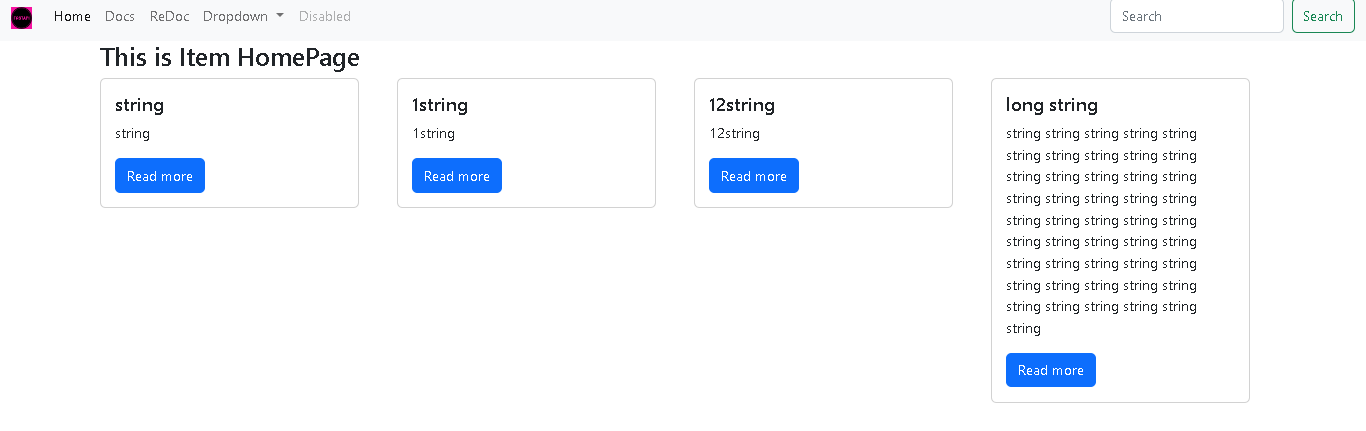 Home Docs ReDoc Dropdown Disabled Search Search
This is Item HomePage
string
string
Read more
1string
1string
Read more
12string
12string
Read more
long string
string string string string string
string string string string string
string string string string string
string string string string string
string string string string string
string string string string string
string string string string string
string string string string string
string string string string string
string
Read more